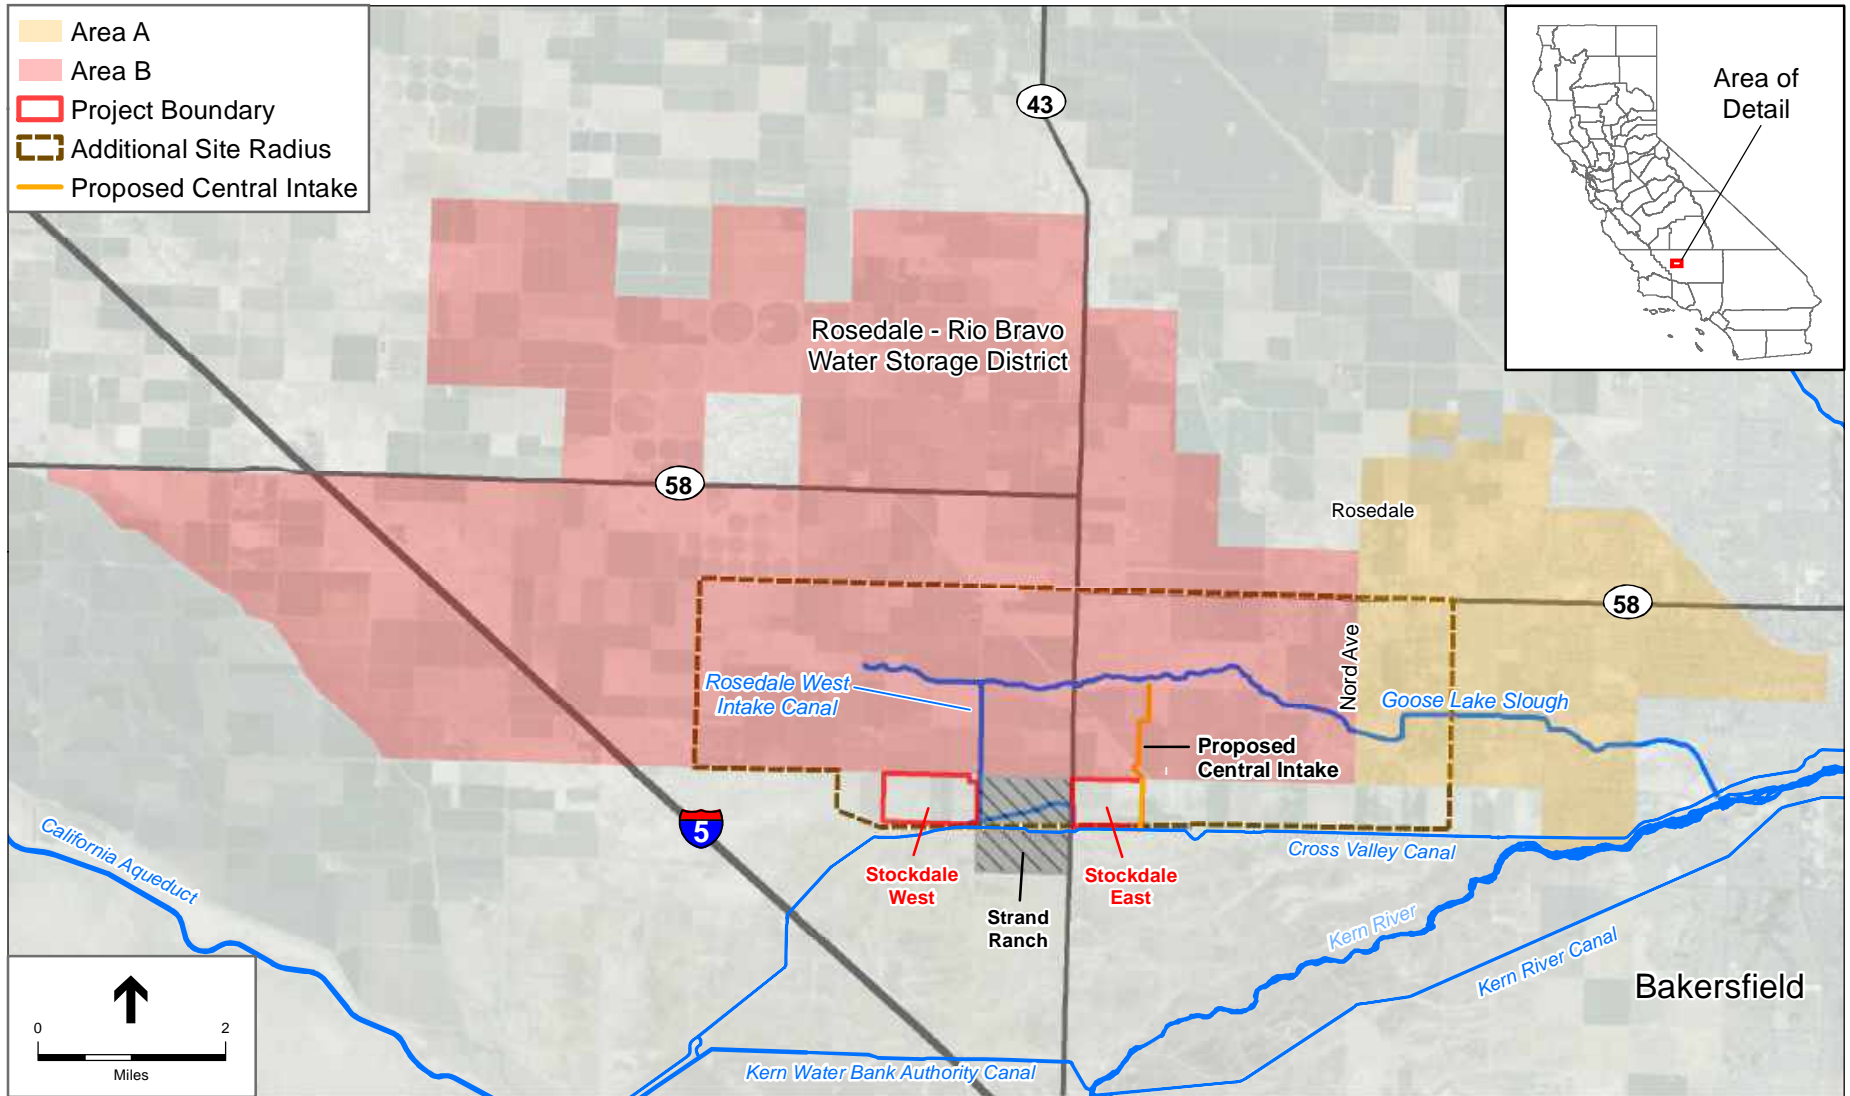 Area A
Area B
Project Boundary
Additional Site Radius
Proposed Central Intake
43
Area of
Detail
Rosedale - Rio Bravo
Water Storage District
58
Rosedale
58
Nord Ave
Rosedale West
Intake Canal
Goose Lake Slough
Proposed
Central Intake
5
California Aqueduct
Cross Valley Canal
Stockdale
West
Stockdale
East
Strand
Ranch
Kern River
Kern River Canal
Bakersfield
0 2
Miles
Kern Water Bank Authority Canal